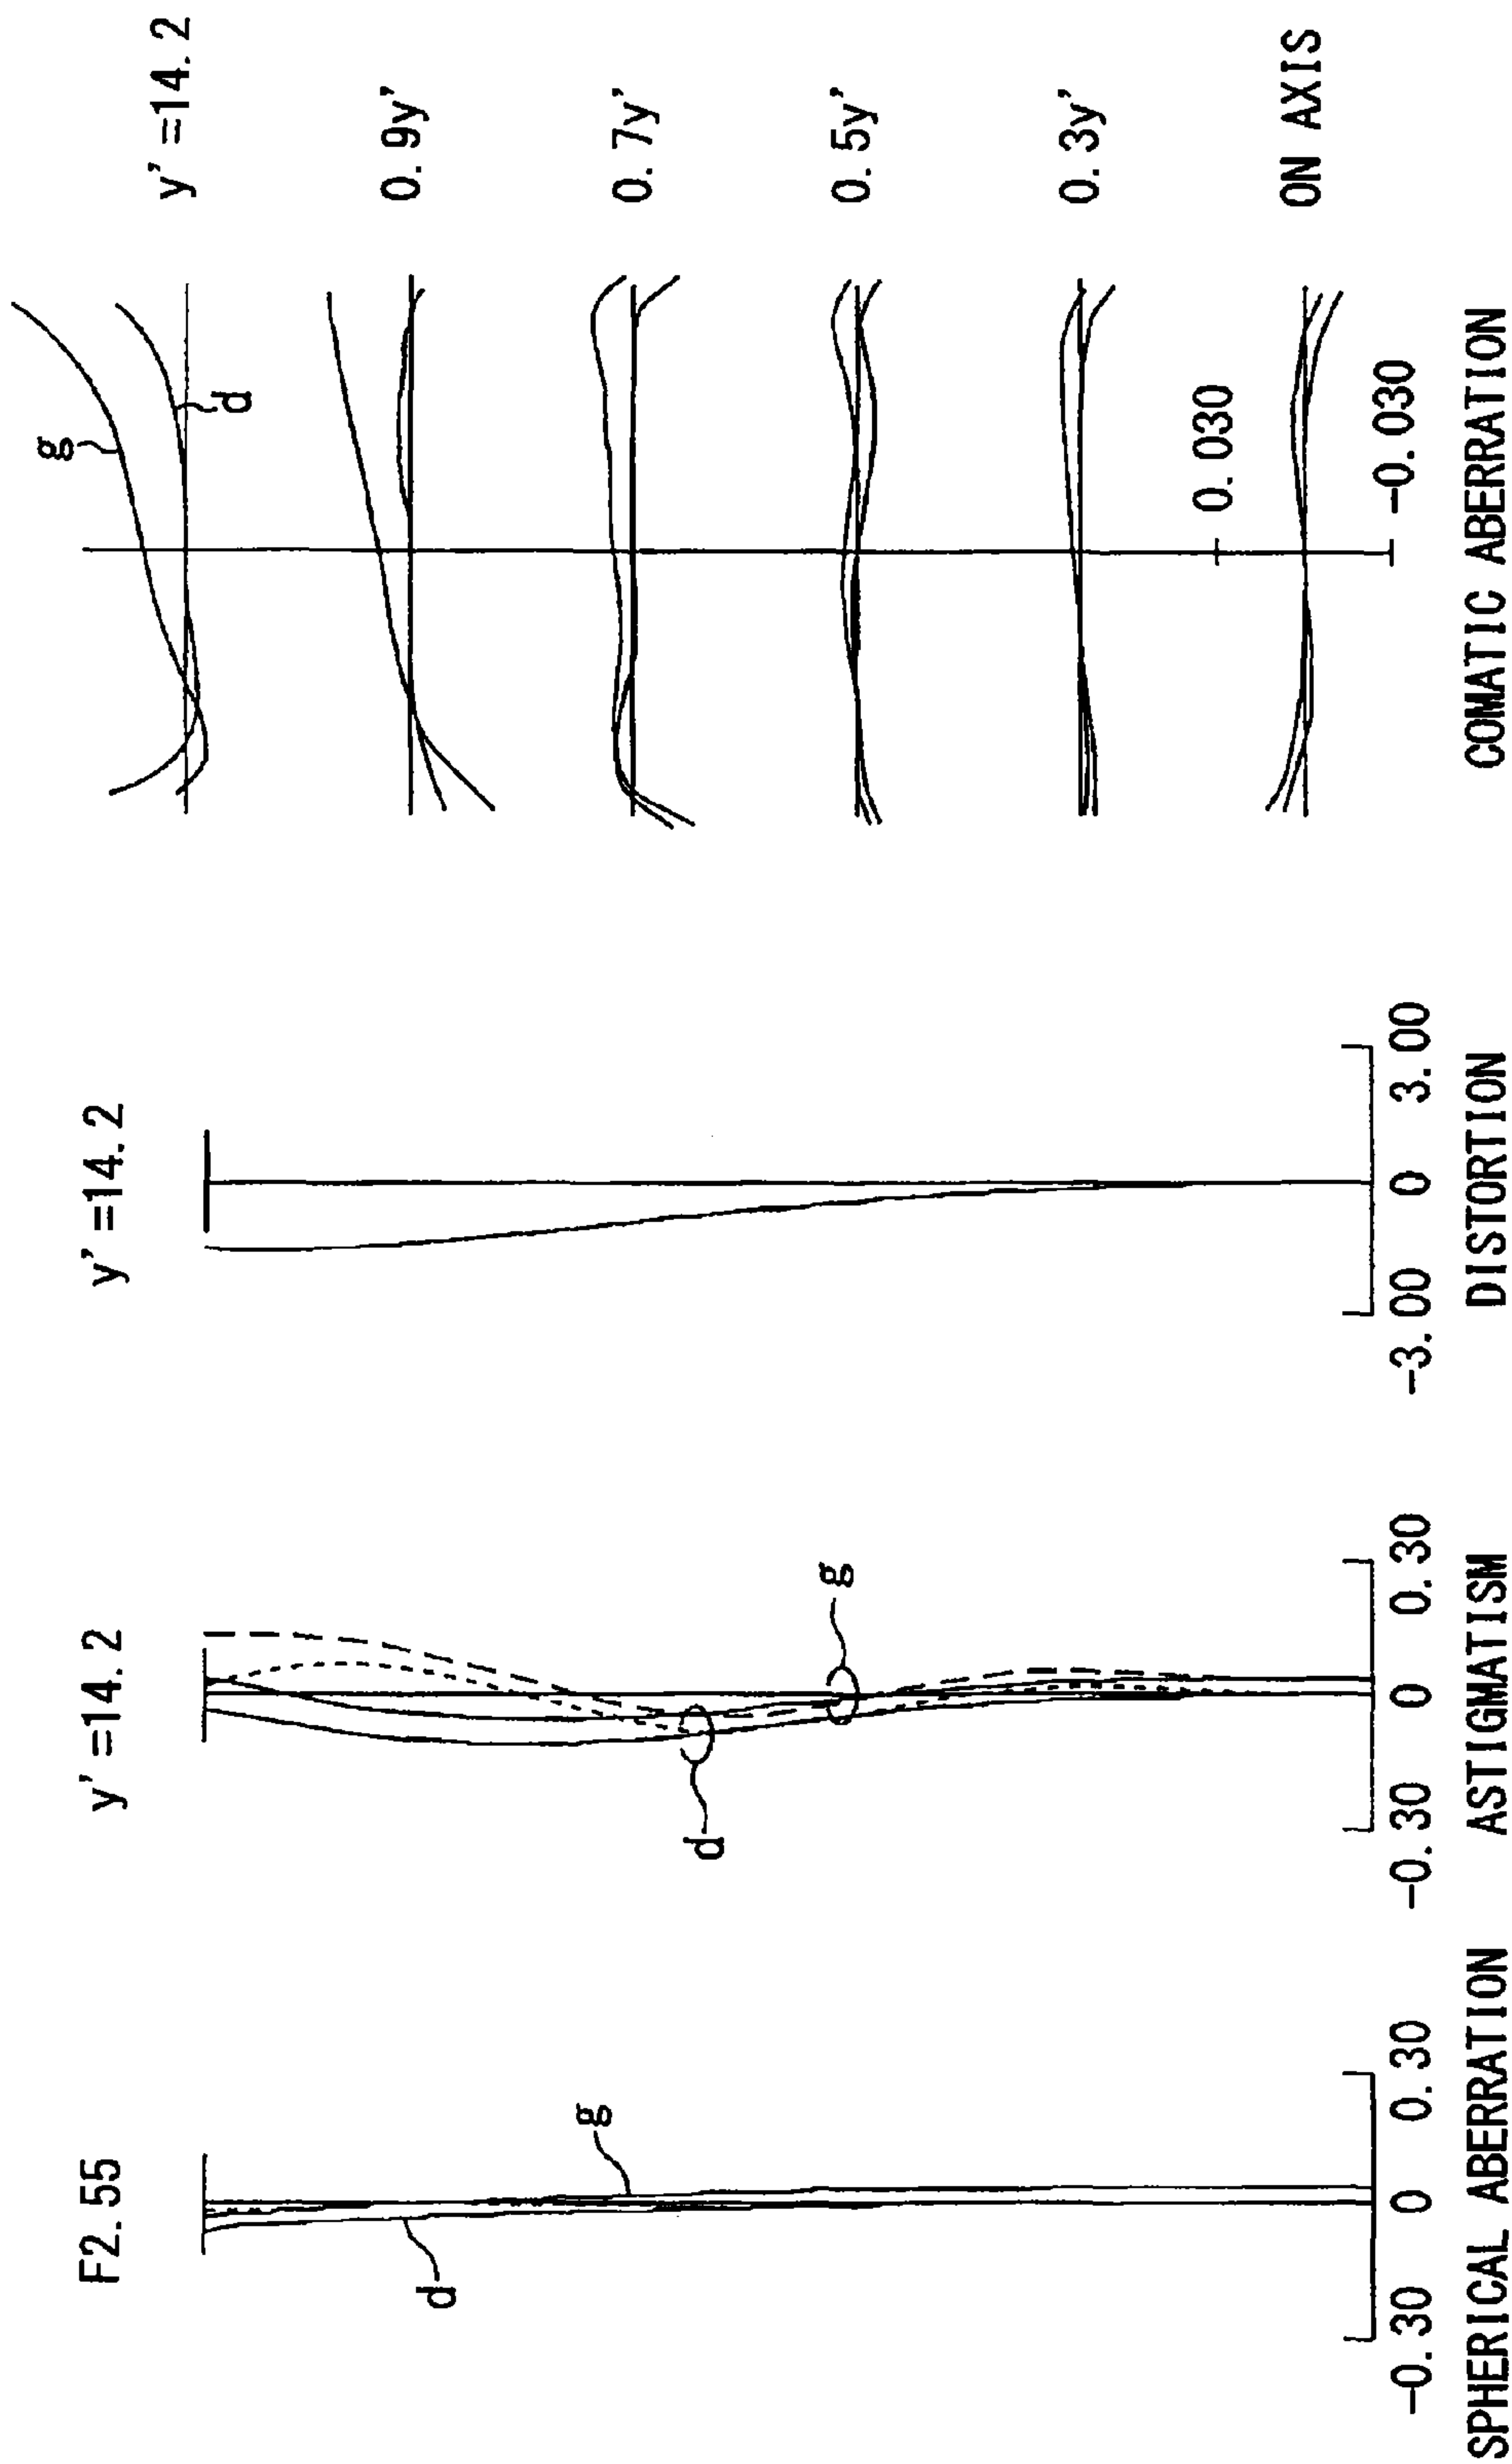 F2.55
d
g
-0.30 0 0.30
SPHERICAL ABERRATION
y'=14.2
d
g
-0.30 0 0.30
ASTIGMATISM
y'=14.2
-3.00 0 3.00
DISTORTION
g
d
y'=14.2
0.9y'
0.7y'
0.5y'
0.3y'
0.030
ON AXIS
-0.030
COMATIC ABERRATION